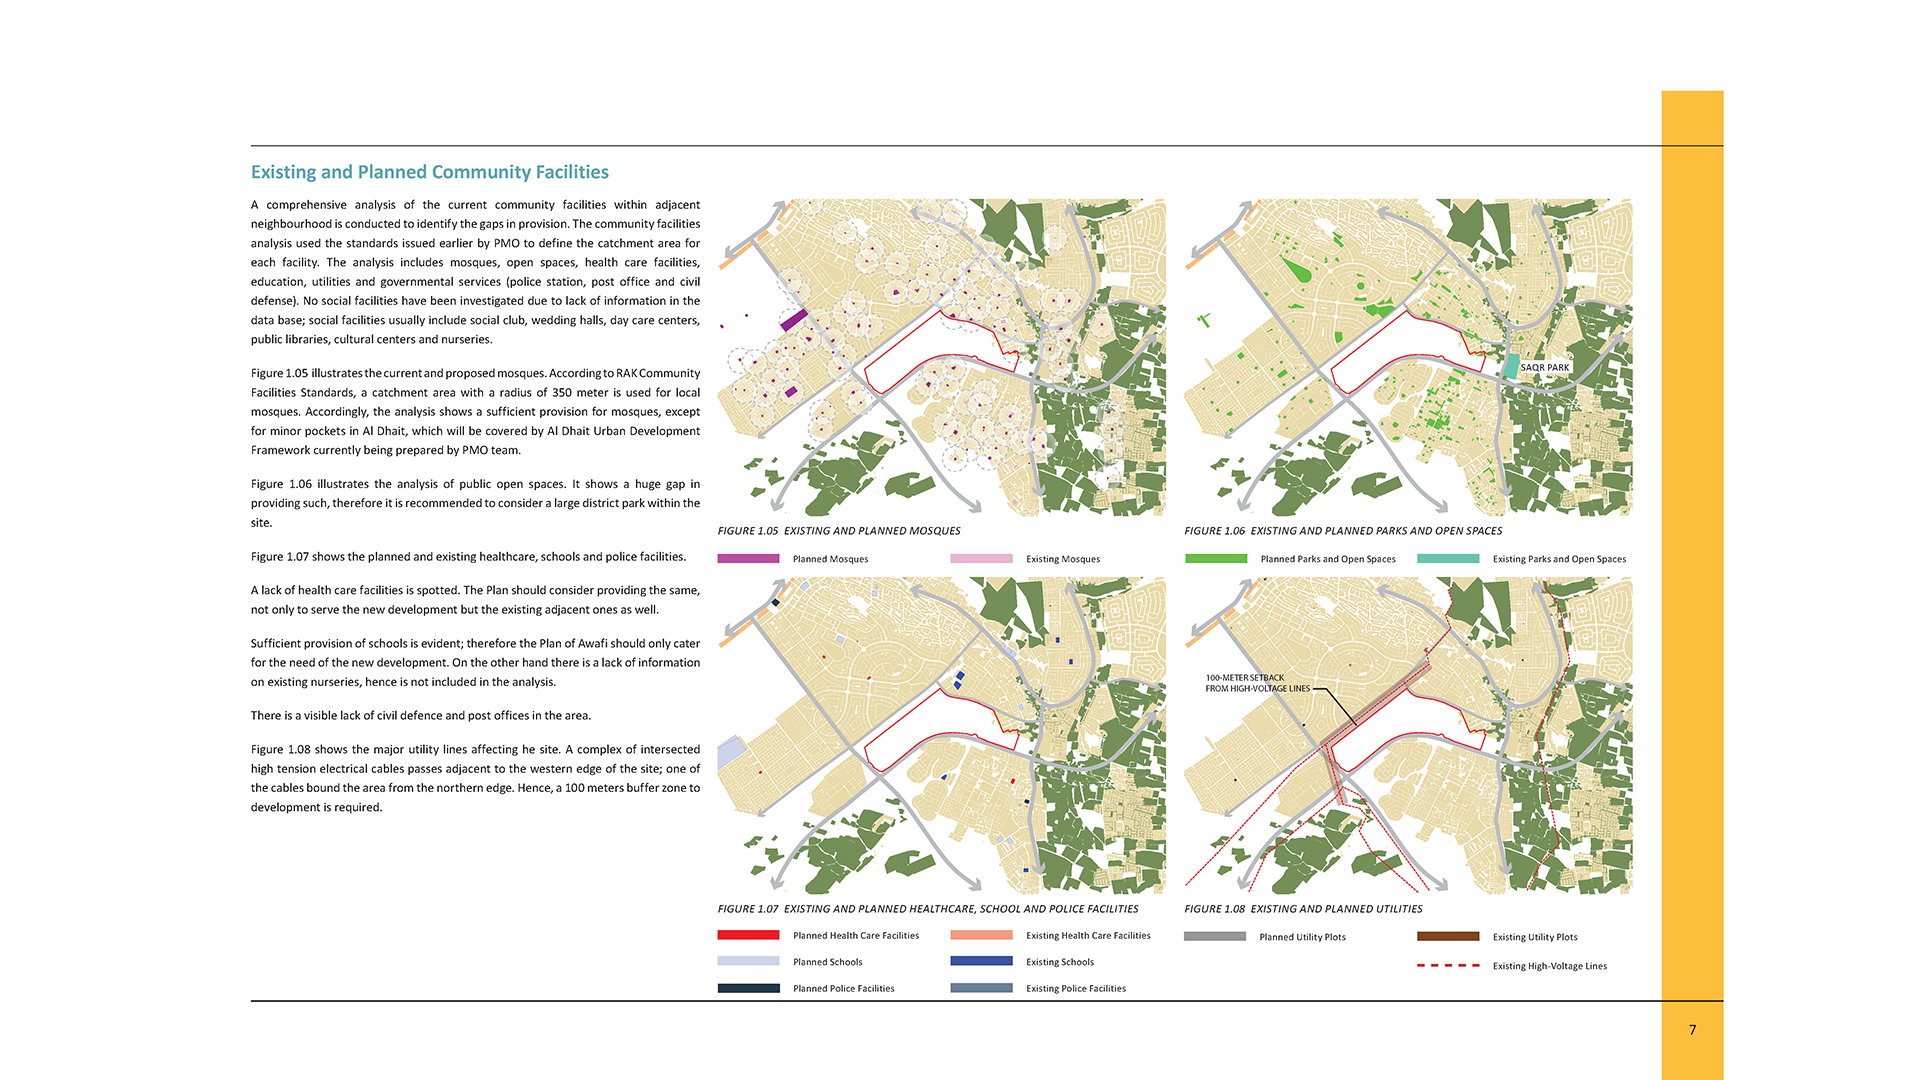 Existing and Planned Community Facilities
A comprehensive analysis of the current community facilities within adjacent
neighbourhood is conducted to identify the gaps in provision. The community facilities
analysis used the standards issued earlier by PMO to define the catchment area for
each facility. The analysis includes mosques, open spaces, health care facilities,
education, utilities and governmental services (police station, post office and civil
defense). No social facilities have been investigated due to lack of information in the
data base; social facilities usually include social club, wedding halls, day care centers,
public libraries, cultural centers and nurseries.
Figure 1.05 illustrates the current and proposed mosques. According to RAK Community
Facilities Standards, a catchment area with a radius of 350 meter is used for local
mosques. Accordingly, the analysis shows a sufficient provision for mosques, except
for minor pockets in Al Dhait, which will be covered by Al Dhait Urban Development
Framework currently being prepared by PMO team.
Figure 1.06 illustrates the analysis of public open spaces. It shows a huge gap in
providing such, therefore it is recommended to consider a large district park within the
site.
Figure 1.07 shows the planned and existing healthcare, schools and police facilities.
A lack of health care facilities is spotted. The Plan should consider providing the same,
not only to serve the new development but the existing adjacent ones as well.
Sufficient provision of schools is evident; therefore the Plan of Awafi should only cater
for the need of the new development. On the other hand there is a lack of information
on existing nurseries, hence is not included in the analysis.
There is a visible lack of civil defence and post offices in the area.
Figure 1.08 shows the major utility lines affecting he site. A complex of intersected
high tension electrical cables passes adjacent to the western edge of the site; one of
the cables bound the area from the northern edge. Hence, a 100 meters buffer zone to
development is required.
FIGURE 1.05 EXISTING AND PLANNED MOSQUES
Planned Mosques
Existing Mosques
SAQR PARK
FIGURE 1.06 EXISTING AND PLANNED PARKS AND OPEN SPACES
Planned Parks and Open Spaces
Existing Parks and Open Spaces
FIGURE 1.07 EXISTING AND PLANNED HEALTHCARE, SCHOOL AND POLICE FACILITIES
Planned Health Care Facilities
Existing Health Care Facilities
Planned Schools
Existing Schools
Planned Police Facilities
Existing Police Facilities
100-METER SETBACK
FROM HIGH-VOLTAGE LINES
FIGURE 1.08 EXISTING AND PLANNED UTILITIES
Planned Utility Plots
Existing Utility Plots
Existing High-Voltage Lines
7